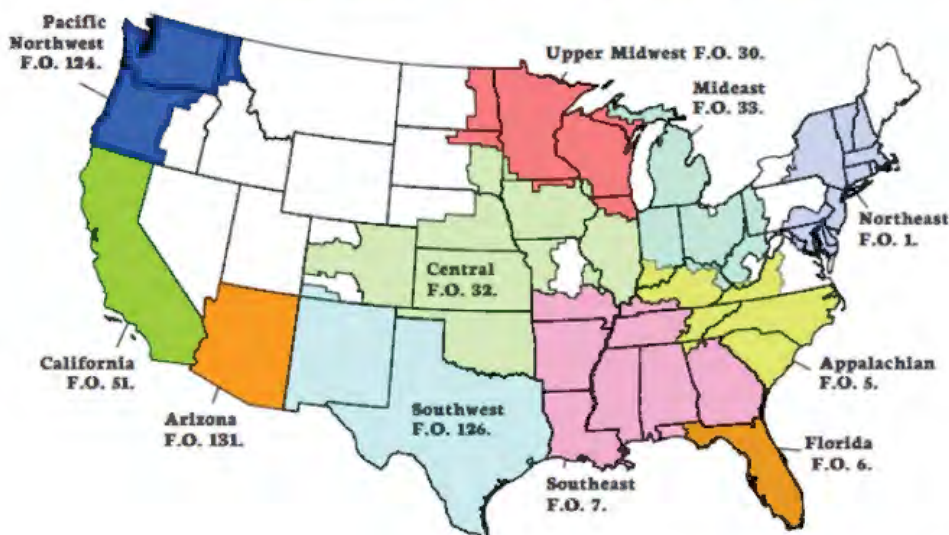 Pacific
Northwest
F.O. 124.
Upper Midwest F.O. 30.
Mideast
F.O. 33.
Northeast
F.O. 1.
Central
F.O. 32.
California
F.O. 51.
Appalachian
F.O. 5.
Arizona
F.O. 131.
Southwest
F.O. 126.
Florida
F.O. 6.
Southeast
F.O. 7.